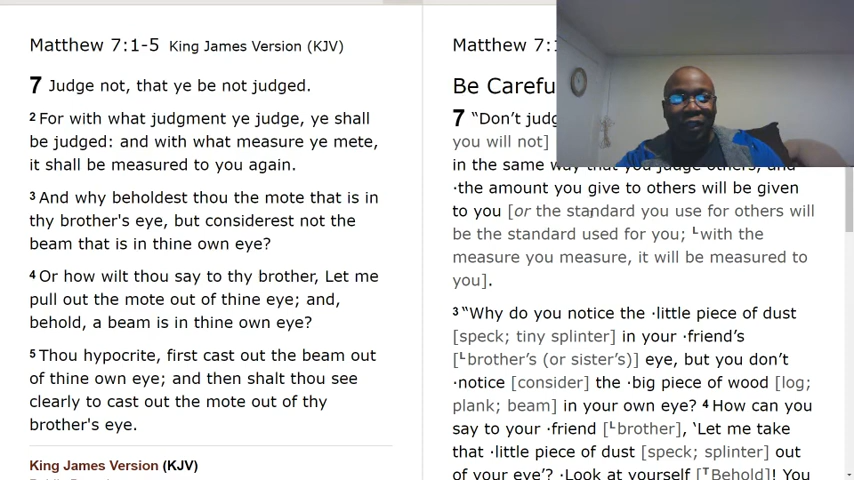 Matthew 7:1-5 King James Version (KJV)
7 Judge not, that ye be not judged.
2 For with what judgment ye judge, ye shall
be judged: and with what measure ye mete,
it shall be measured to you again.
3 And why beholdest thou the mote that is in
thy brother's eye, but considerest not the
beam that is in thine own eye?
4 Or how wilt thou say to thy brother, Let me
pull out the mote out of thine eye; and,
behold, a beam is in thine own eye?
5 Thou hypocrite, first cast out the beam out
of thine own eye; and then shalt thou see
clearly to cast out the mote out of thy
brother's eye.
King James Version (KJV)
Matthew 7:1
Be Carefu
7 “Don’t judg
you will not]
in the same way that you judge others, and
·the amount you give to others will be given
to you [or the standard you use for others will
be the standard used for you; Lwith the
measure you measure, it will be measured to
you].
3 “Why do you notice the ·little piece of dust
[speck; tiny splinter] in your ·friend’s
[Lbrother’s (or sister’s)] eye, but you don’t
·notice [consider] the ·big piece of wood [log;
plank; beam] in your own eye? 4 How can you
say to your ·friend [Lbrother], ‘Let me take
that ·little piece of dust [speck; splinter] out
of your eye’? ·Look at yourself [TBehold]! You